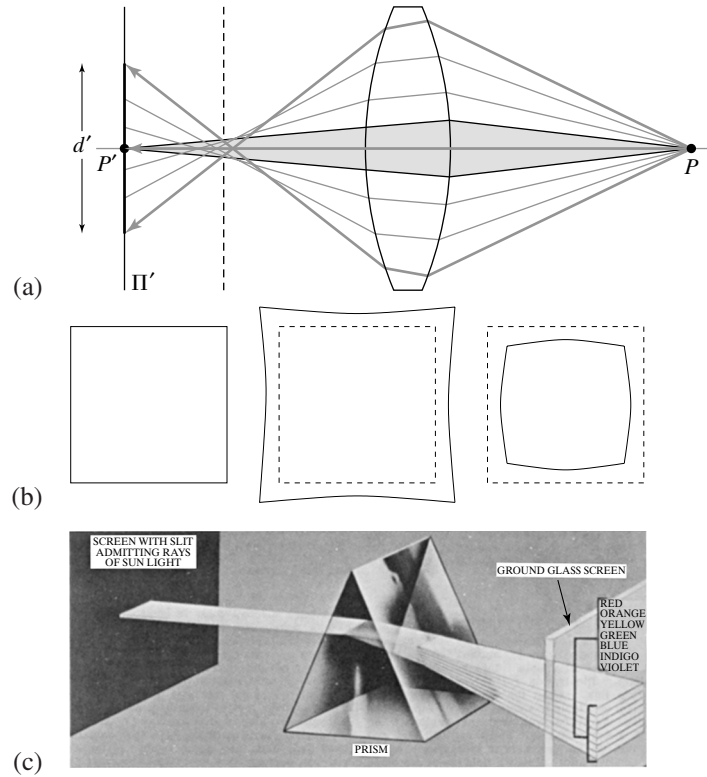 d′
P′
P
Π′
(a)
(b)
SCREEN WITH SLIT
ADMITTING RAYS
OF SUN LIGHT
GROUND GLASS SCREEN
RED
ORANGE
YELLOW
GREEN
BLUE
INDIGO
VIOLET
PRISM
(c)